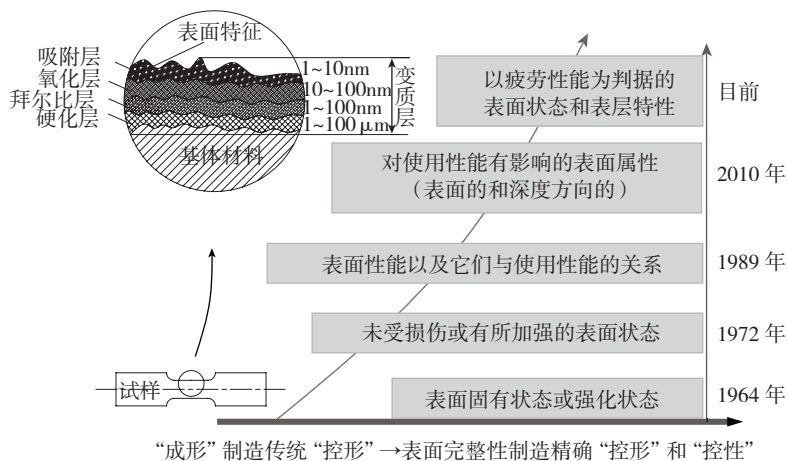 表面特征
吸附层
氧化层
拜尔比层
硬化层
1~10nm
10~100nm
1~100nm
1~100 μm
变质层
基体材料
以疲劳性能为判据的
表面状态和表层特性
目前
对使用性能有影响的表面属性
（表面的和深度方向的）
2010 年
表面性能以及它们与使用性能的关系
1989 年
未受损伤或有所加强的表面状态
1972 年
试样
表面固有状态或强化状态
1964 年
“成形” 制造传统 “控形” →表面完整性制造精确 “控形” 和 “控性”